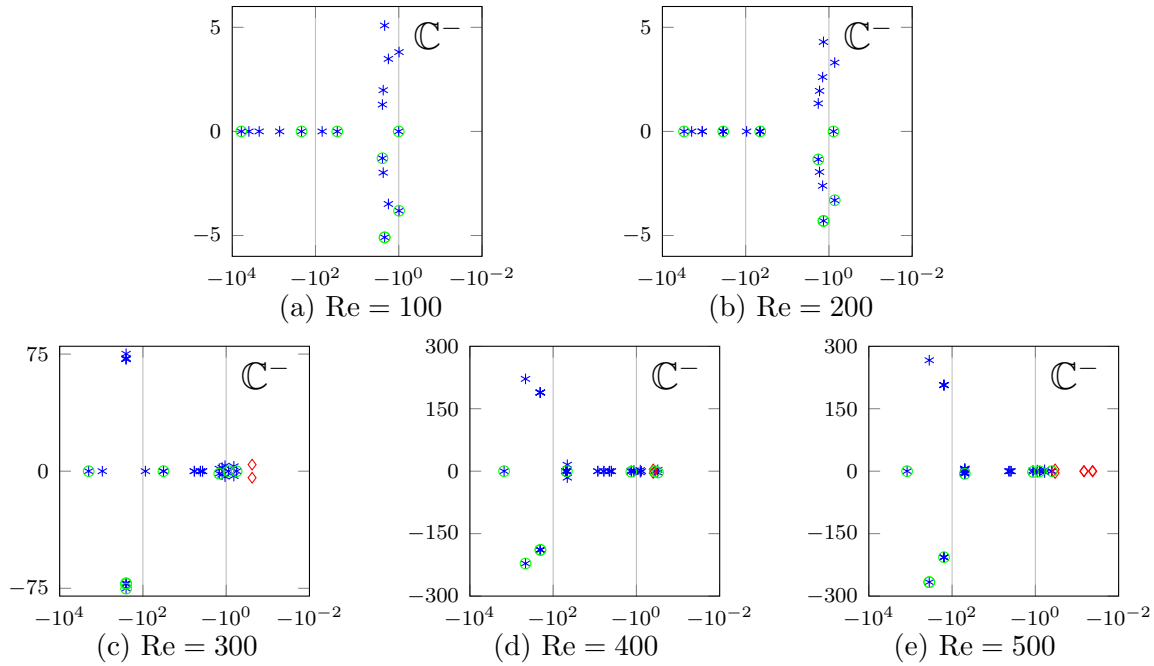 5
0
−5
ℂ⁻
−10⁴ −10² −10⁰ −10⁻²
(a) Re = 100
5
0
−5
ℂ⁻
−10⁴ −10² −10⁰ −10⁻²
(b) Re = 200
75
0
−75
ℂ⁻
−10⁴ −10² −10⁰ −10⁻²
(c) Re = 300
300
150
0
−150
−300
ℂ⁻
−10⁴ −10² −10⁰ −10⁻²
(d) Re = 400
300
150
0
−150
−300
ℂ⁻
−10⁴ −10² −10⁰ −10⁻²
(e) Re = 500